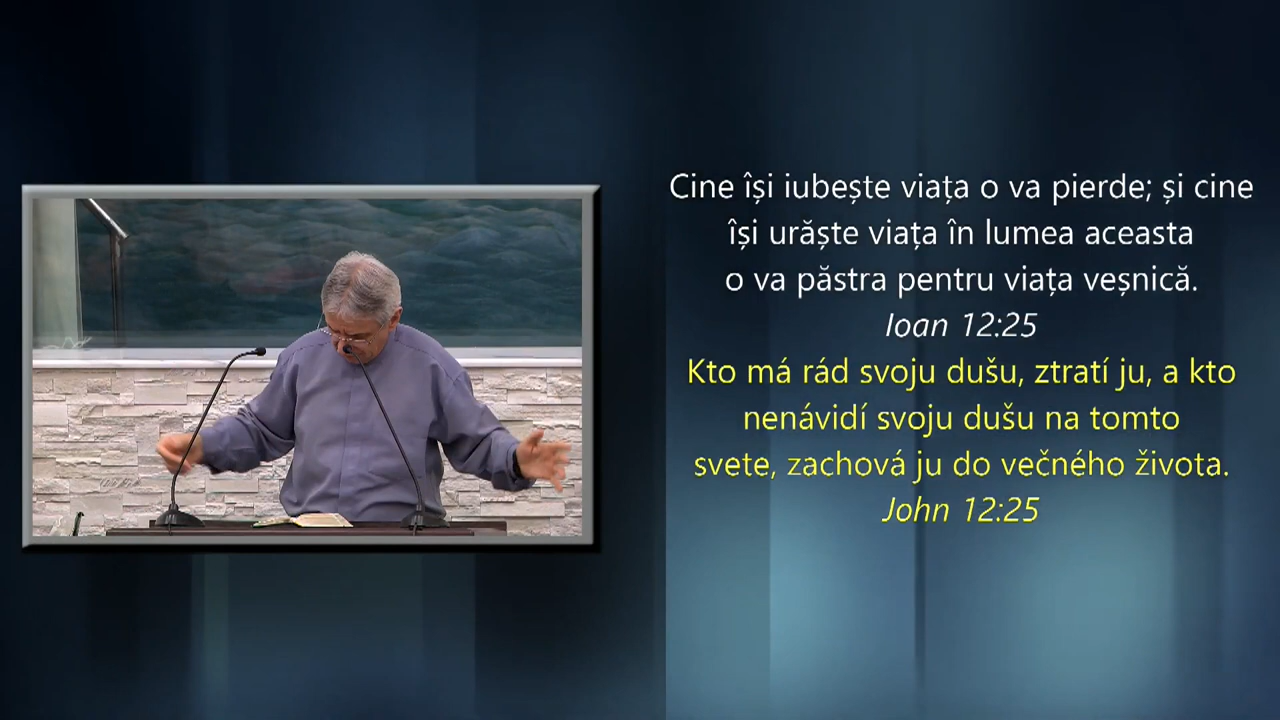 Cine își iubește viața o va pierde; și cine
își urăște viața în lumea aceasta
o va păstra pentru viața veșnică.
Ioan 12:25
Kto má rád svoju dušu, ztratí ju, a kto
nenávidí svoju dušu na tomto
svete, zachová ju do večného života.
John 12:25